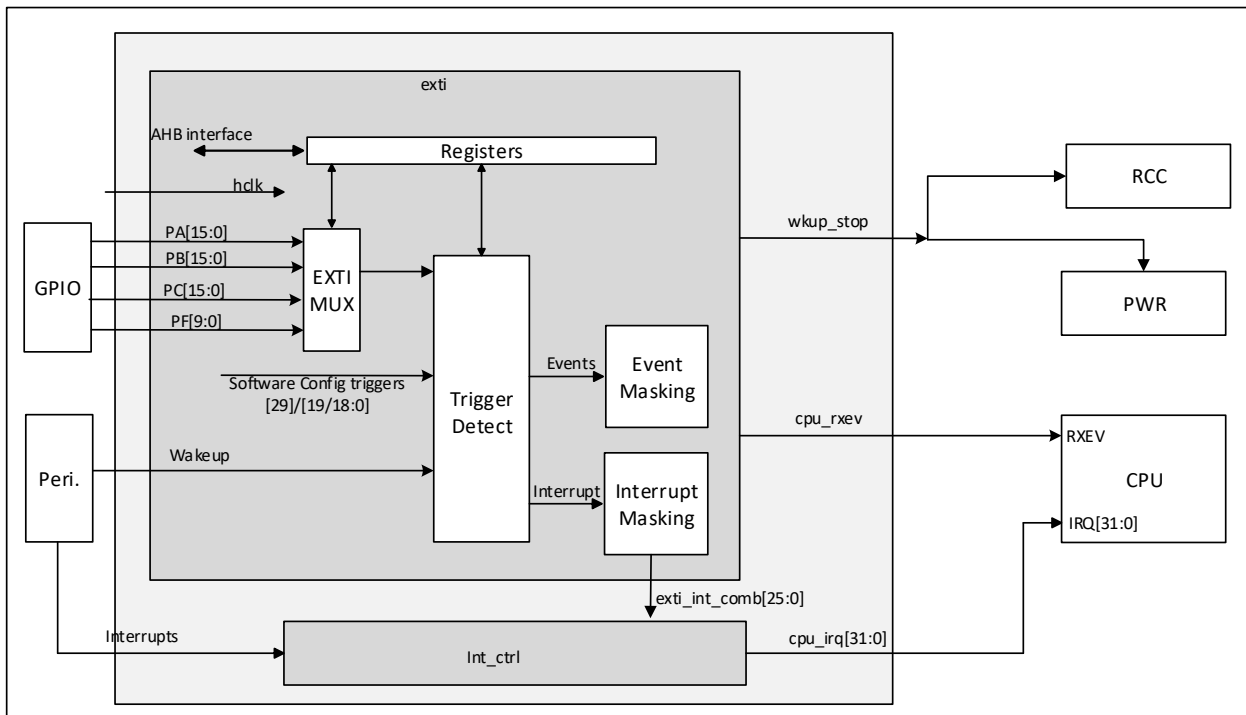 exti
AHB interface
Registers
hclk
RCC
PA[15:0]
wkup_stop
PB[15:0]
EXTI
MUX
GPIO
PC[15:0]
PWR
PF[9:0]
Events
Event
Masking
Software Config triggers
[29]/[19/18:0]
Trigger
Detect
cpu_rxev
RXEV
Wakeup
Peri.
CPU
Interrupt
Interrupt
Masking
IRQ[31:0]
exti_int_comb[25:0]
Interrupts
cpu_irq[31:0]
Int_ctrl